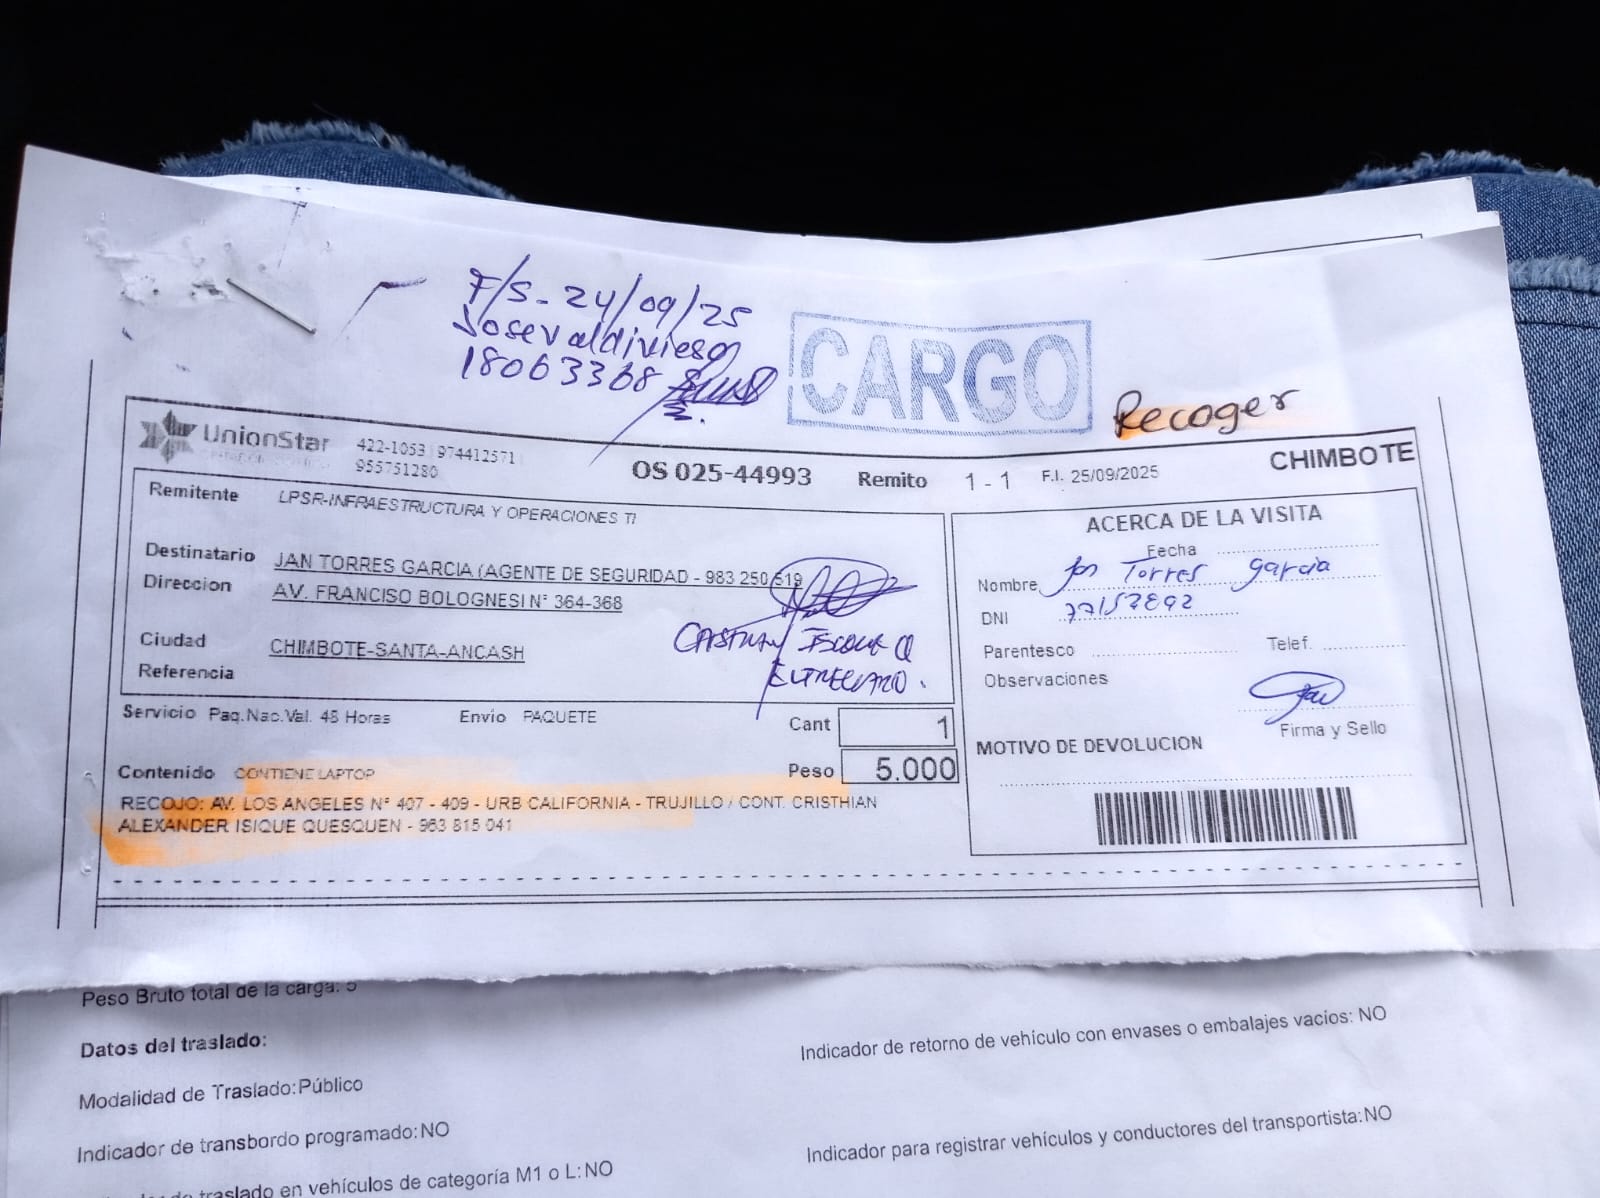 F/S- 24/09/25
Jose Valdiviesо
18063368
CARGO
Recoger
UnionStar
422-1053 974412571
955751280
OS 025-44993 Remito 1 - 1 F.I. 25/09/2025 CHIMBOTE
Remitente LPSR-INFRAESTRUCTURA Y OPERACIONES TI
Destinatario JAN TORRES GARCIA (AGENTE DE SEGURIDAD - 983 250 519
Direccion AV. FRANCISO BOLOGNESI N° 364-368
Ciudad CHIMBOTE-SANTA-ANCASH
Referencia
Servicio Paq.Nac.Val. 48 Horas Envio PAQUETE
Cant 1
Peso 5.000
Contenido CONTIENE LAPTOP
RECOJO: AV. LOS ANGELES N° 407 - 409 - URB CALIFORNIA - TRUJILLO / CONT. CRISTHIAN
ALEXANDER ISIQUE QUESQUEN - 963 815 041
ACERCA DE LA VISITA
Fecha
Nombre Jan Torres Garcia
DNI 77157892
Parentesco Telef.
Observaciones
Firma y Sello
MOTIVO DE DEVOLUCION
Peso Bruto total de la carga: 5
Datos del traslado:
Modalidad de Traslado:Público
Indicador de transbordo programado:NO
de traslado en vehículos de categoría M1 o L:NO
Indicador de retorno de vehículo con envases o embalajes vacíos: NO
Indicador para registrar vehículos y conductores del transportista:NO